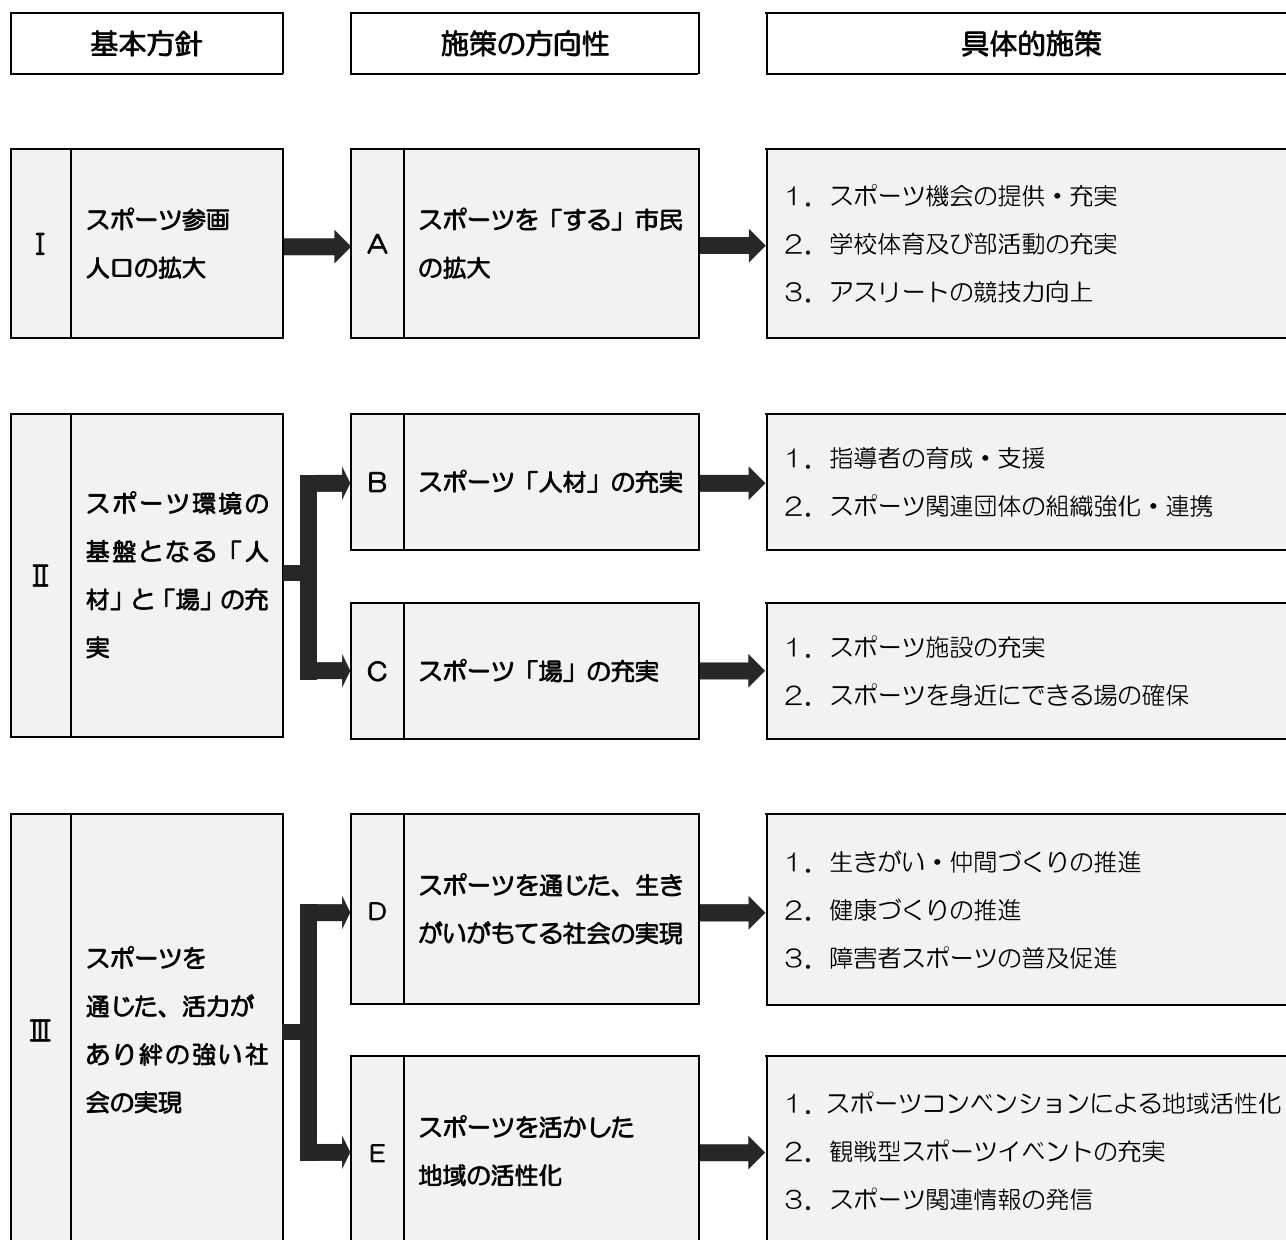 基本方針
施策の方向性
具体的施策
Ⅰ
スポーツ参画
人口の拡大
A
スポーツを「する」市民
の拡大
1．スポーツ機会の提供・充実
2．学校体育及び部活動の充実
3．アスリートの競技力向上
Ⅱ
スポーツ環境の
基盤となる「人
材」と「場」の充
実
B
スポーツ「人材」の充実
1．指導者の育成・支援
2．スポーツ関連団体の組織強化・連携
C
スポーツ「場」の充実
1．スポーツ施設の充実
2．スポーツを身近にできる場の確保
Ⅲ
スポーツを
通じた、活力が
あり絆の強い社
会の実現
D
スポーツを通じた、生き
がいがもてる社会の実現
1．生きがい・仲間づくりの推進
2．健康づくりの推進
3．障害者スポーツの普及促進
E
スポーツを活かした
地域の活性化
1．スポーツコンベンションによる地域活性化
2．観戦型スポーツイベントの充実
3．スポーツ関連情報の発信